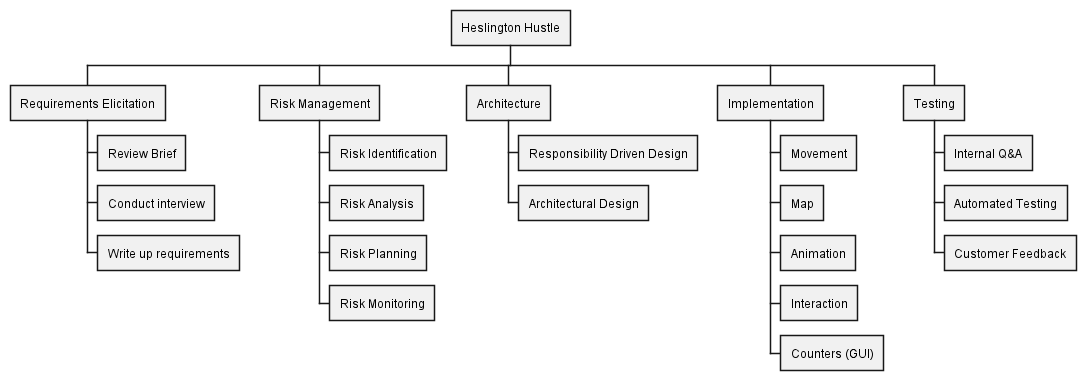 Heslington Hustle
Requirements Elicitation
Review Brief
Conduct interview
Write up requirements
Risk Management
Risk Identification
Risk Analysis
Risk Planning
Risk Monitoring
Architecture
Responsibility Driven Design
Architectural Design
Implementation
Movement
Map
Animation
Interaction
Counters (GUI)
Testing
Internal Q&A
Automated Testing
Customer Feedback